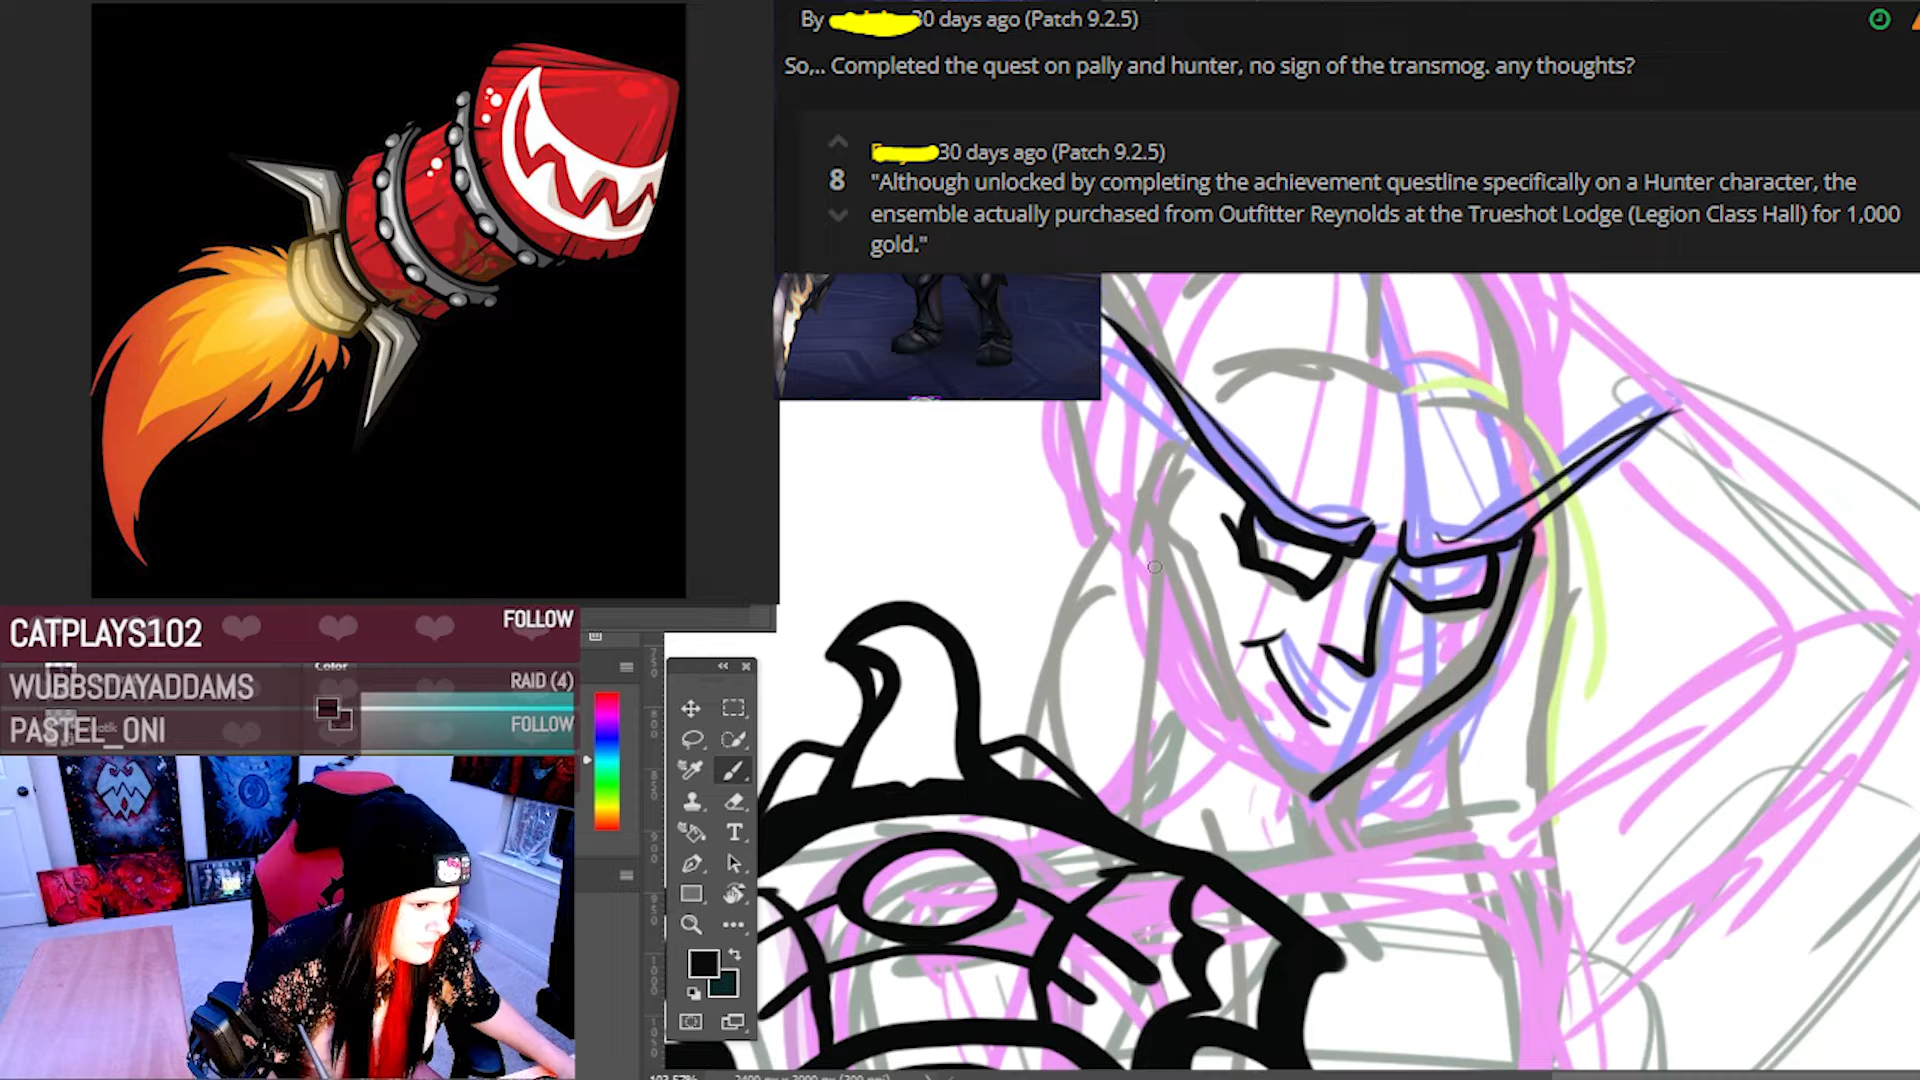 By 30 days ago (Patch 9.2.5)
So,.. Completed the quest on pally and hunter, no sign of the transmog. any thoughts?
30 days ago (Patch 9.2.5)
8
"Although unlocked by completing the achievement questline specifically on a Hunter character, the
ensemble actually purchased from Outfitter Reynolds at the Trueshot Lodge (Legion Class Hall) for 1,000
gold."
CATPLAYS102 FOLLOW
Color
WUBBSDAYADDAMS RAID (4)
PASTEL_ONI FOLLOW